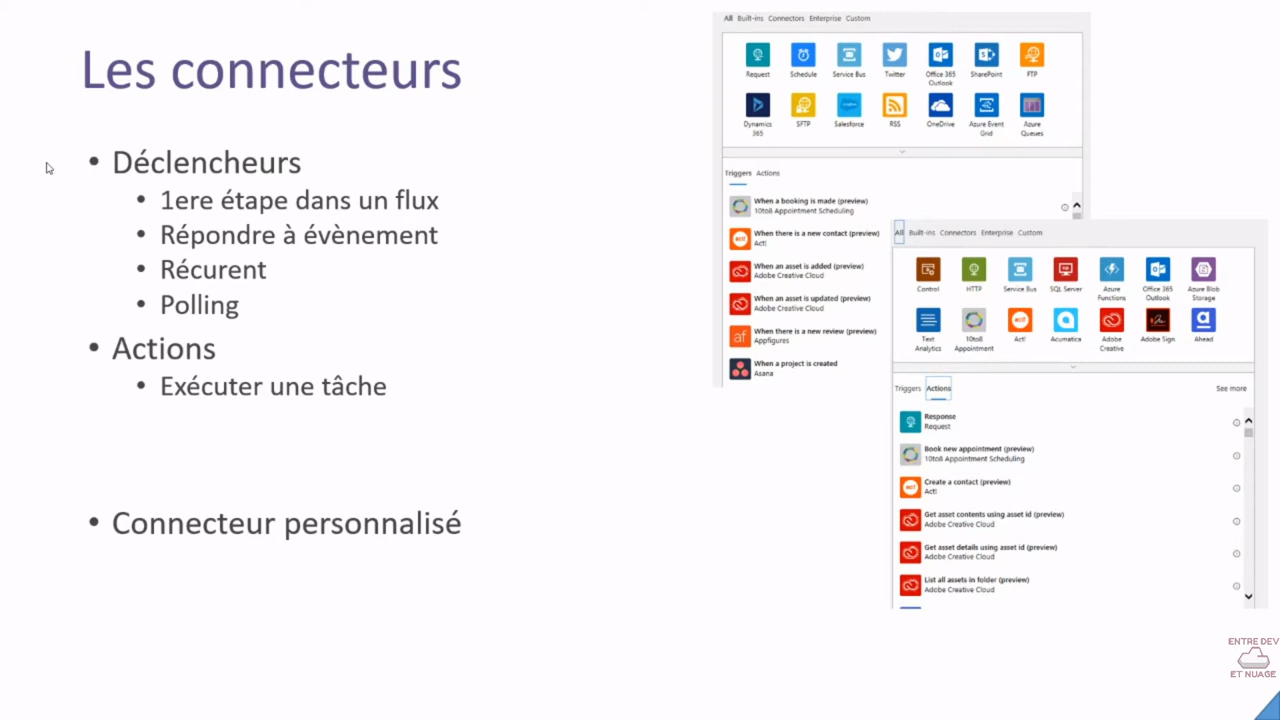 Les connecteurs
• Déclencheurs
• 1ere étape dans un flux
• Répondre à évènement
• Récurent
• Polling
• Actions
• Exécuter une tâche
• Connecteur personnalisé
All Built-ins Connectors Enterprise Custom
Request Schedule Service Bus Twitter Office 365 Outlook SharePoint FTP
Dynamics 365 SFTP Salesforce RSS OneDrive Azure Event Grid Azure Queues
Triggers Actions
When a booking is made (preview)
10to8 Appointment Scheduling
When there is a new contact (preview)
Act!
When an asset is added (preview)
Adobe Creative Cloud
When an asset is updated (preview)
Adobe Creative Cloud
When there is a new review (preview)
Appfigures
When a project is created
Asana
All Built-ins Connectors Enterprise Custom
Control HTTP Service Bus SQL Server Azure Functions Office 365 Outlook Azure Blob Storage
Text Analytics 10to8 Appointment Act! Acumatica Adobe Creative Adobe Sign Ahead
Triggers Actions See more
Response
Request
Book new appointment (preview)
10to8 Appointment Scheduling
Create a contact (preview)
Act!
Get asset contents using asset id (preview)
Adobe Creative Cloud
Get asset details using asset id (preview)
Adobe Creative Cloud
List all assets in folder (preview)
Adobe Creative Cloud
ENTRE DEV
ET NUAGE